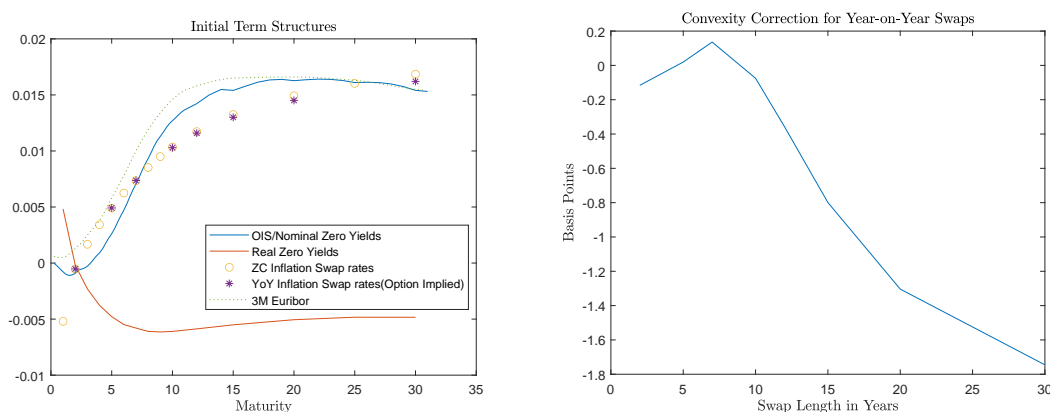 Initial Term Structures
0.02
0.015
0.01
0.005
0
-0.005
-0.01
0 5 10 15 20 25 30 35
Maturity
OIS/Nominal Zero Yields
Real Zero Yields
ZC Inflation Swap rates
YoY Inflation Swap rates(Option Implied)
3M Euribor
Convexity Correction for Year-on-Year Swaps
Basis Points
0.2
0
-0.2
-0.4
-0.6
-0.8
-1
-1.2
-1.4
-1.6
-1.8
0 5 10 15 20 25 30
Swap Length in Years